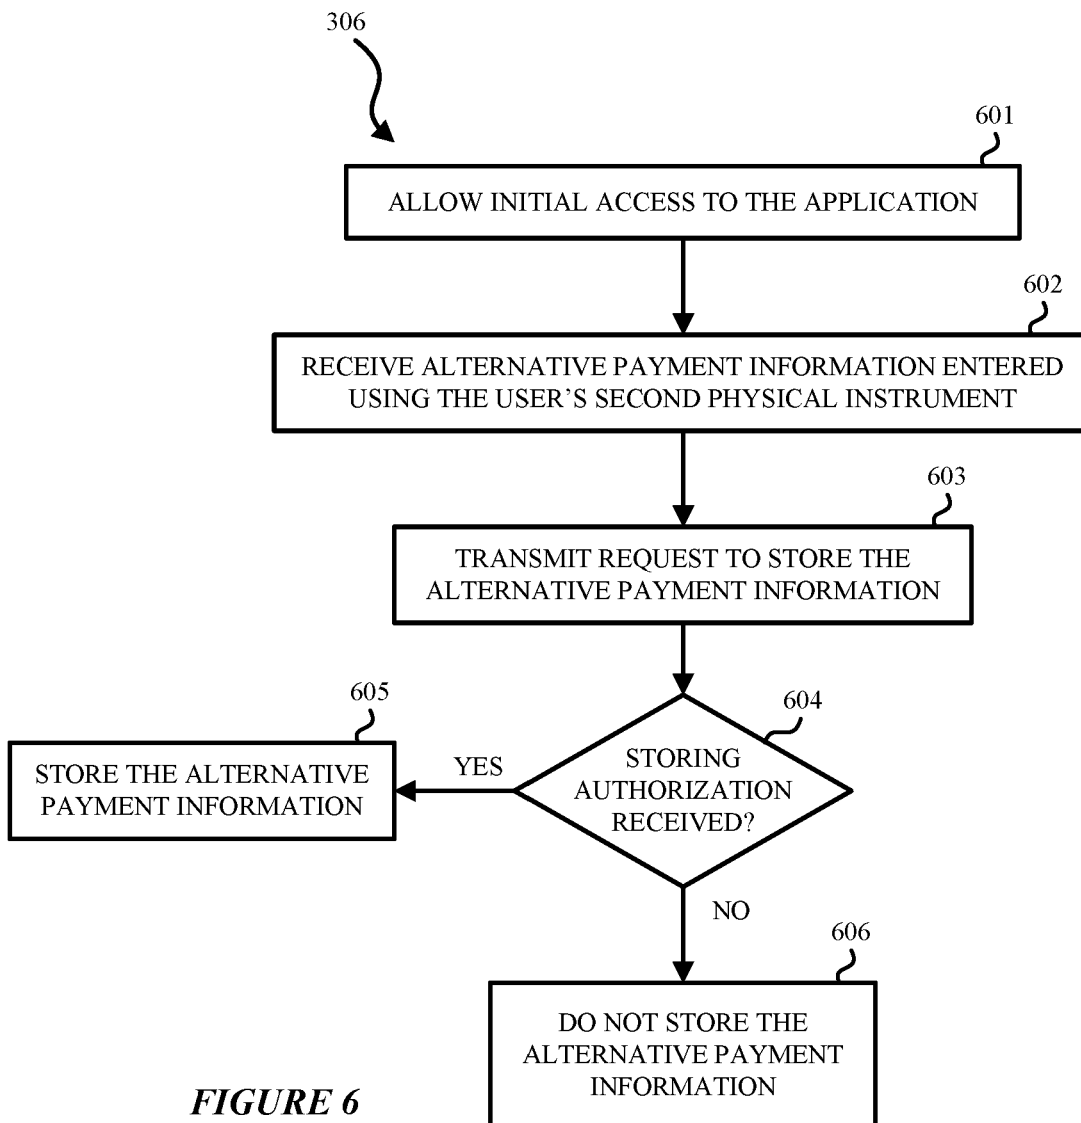 306
601
ALLOW INITIAL ACCESS TO THE APPLICATION
602
RECEIVE ALTERNATIVE PAYMENT INFORMATION ENTERED
USING THE USER'S SECOND PHYSICAL INSTRUMENT
603
TRANSMIT REQUEST TO STORE THE
ALTERNATIVE PAYMENT INFORMATION
604
STORING
AUTHORIZATION
RECEIVED?
YES
605
STORE THE ALTERNATIVE
PAYMENT INFORMATION
NO
606
DO NOT STORE THE
ALTERNATIVE PAYMENT
INFORMATION
FIGURE 6